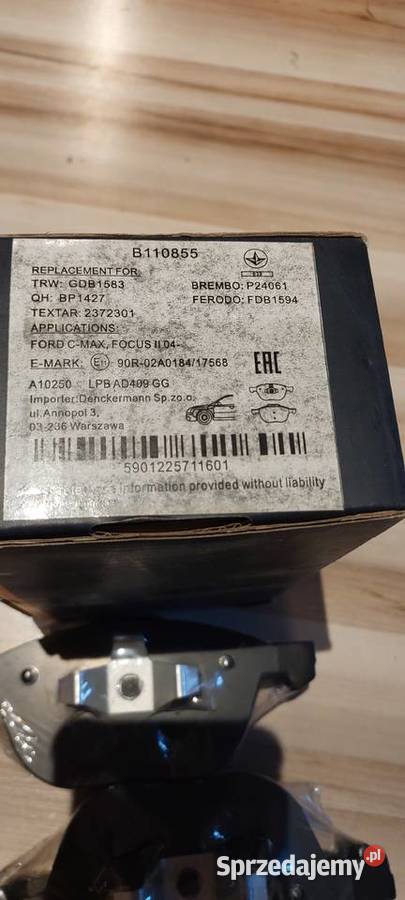 B110855
REPLACEMENT FOR
TRW: GDB1583 BREMBO: P24061
QH: BP1427 FERODO: FDB1594
TEXTAR: 2372301
APPLICATIONS:
FORD C-MAX, FOCUS II 04-
E-MARK: E11 90R-02A0184/17568 EAC
A10250 LPB AD409 GG
Importer: Denckermann Sp. z o. o.
ul. Annopol 3,
03-236 Warszawa
5901225711601
information provided without liability
Sprzedajemy.pl